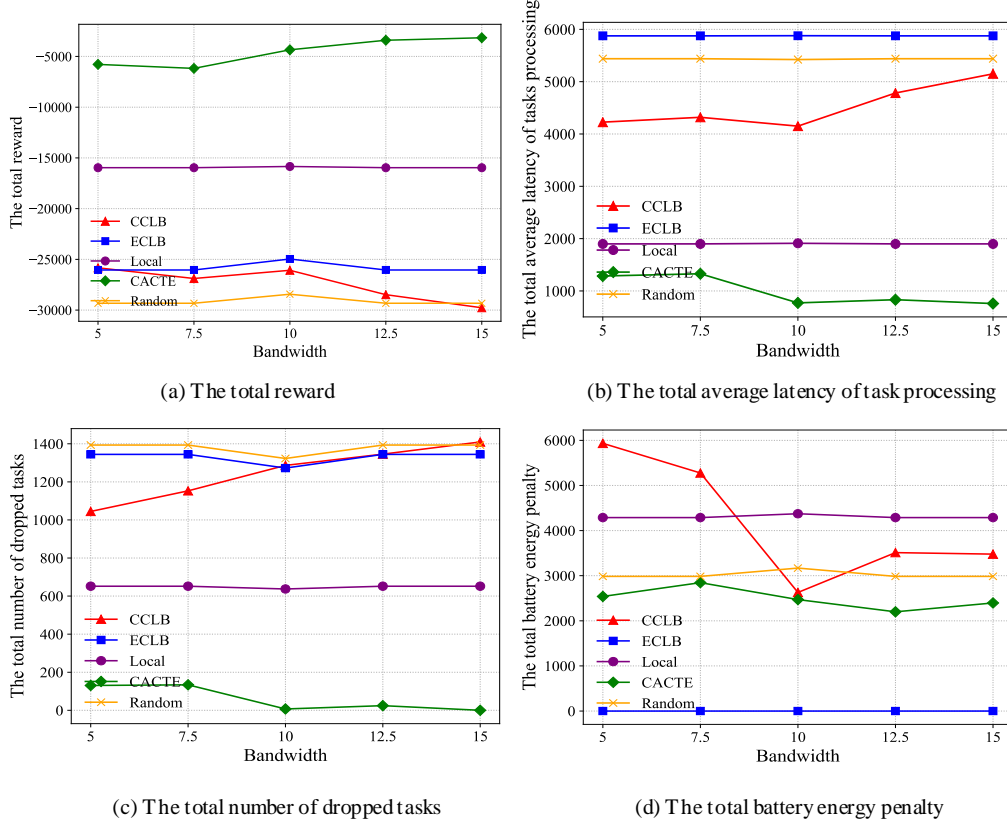 The total reward
−5000
−10000
−15000
−20000
−25000
−30000
CCLB
ECLB
Local
CACTE
Random
5
7.5
10
12.5
15
Bandwidth
(a) The total reward
The total average latency of tasks processing
6000
5000
4000
3000
2000
1000
CCLB
ECLB
Local
CACTE
Random
5
7.5
10
12.5
15
Bandwidth
(b) The total average latency of task processing
The total number of dropped tasks
1400
1200
1000
800
600
400
200
0
CCLB
ECLB
Local
CACTE
Random
5
7.5
10
12.5
15
Bandwidth
(c) The total number of dropped tasks
The total battery energy penalty
6000
5000
4000
3000
2000
1000
0
CCLB
ECLB
Local
CACTE
Random
5
7.5
10
12.5
15
Bandwidth
(d) The total battery energy penalty